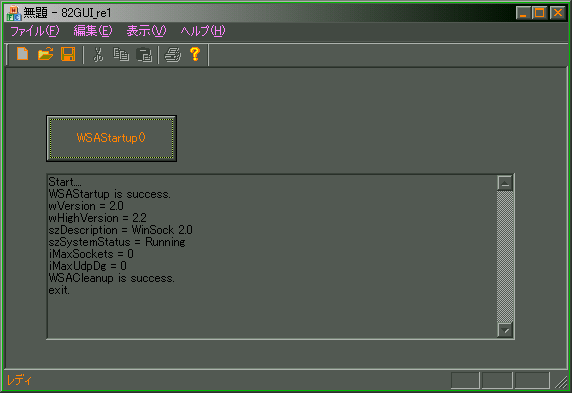 無題 - 82GUI_re1
ファイル(F) 編集(E) 表示(V) ヘルプ(H)
WSAStartup()
Start....
WSAStartup is success.
wVersion = 2.0
wHighVersion = 2.2
szDescription = WinSock 2.0
szSystemStatus = Running
iMaxSockets = 0
iMaxUdpDg = 0
WSACleanup is success.
exit.
レディ